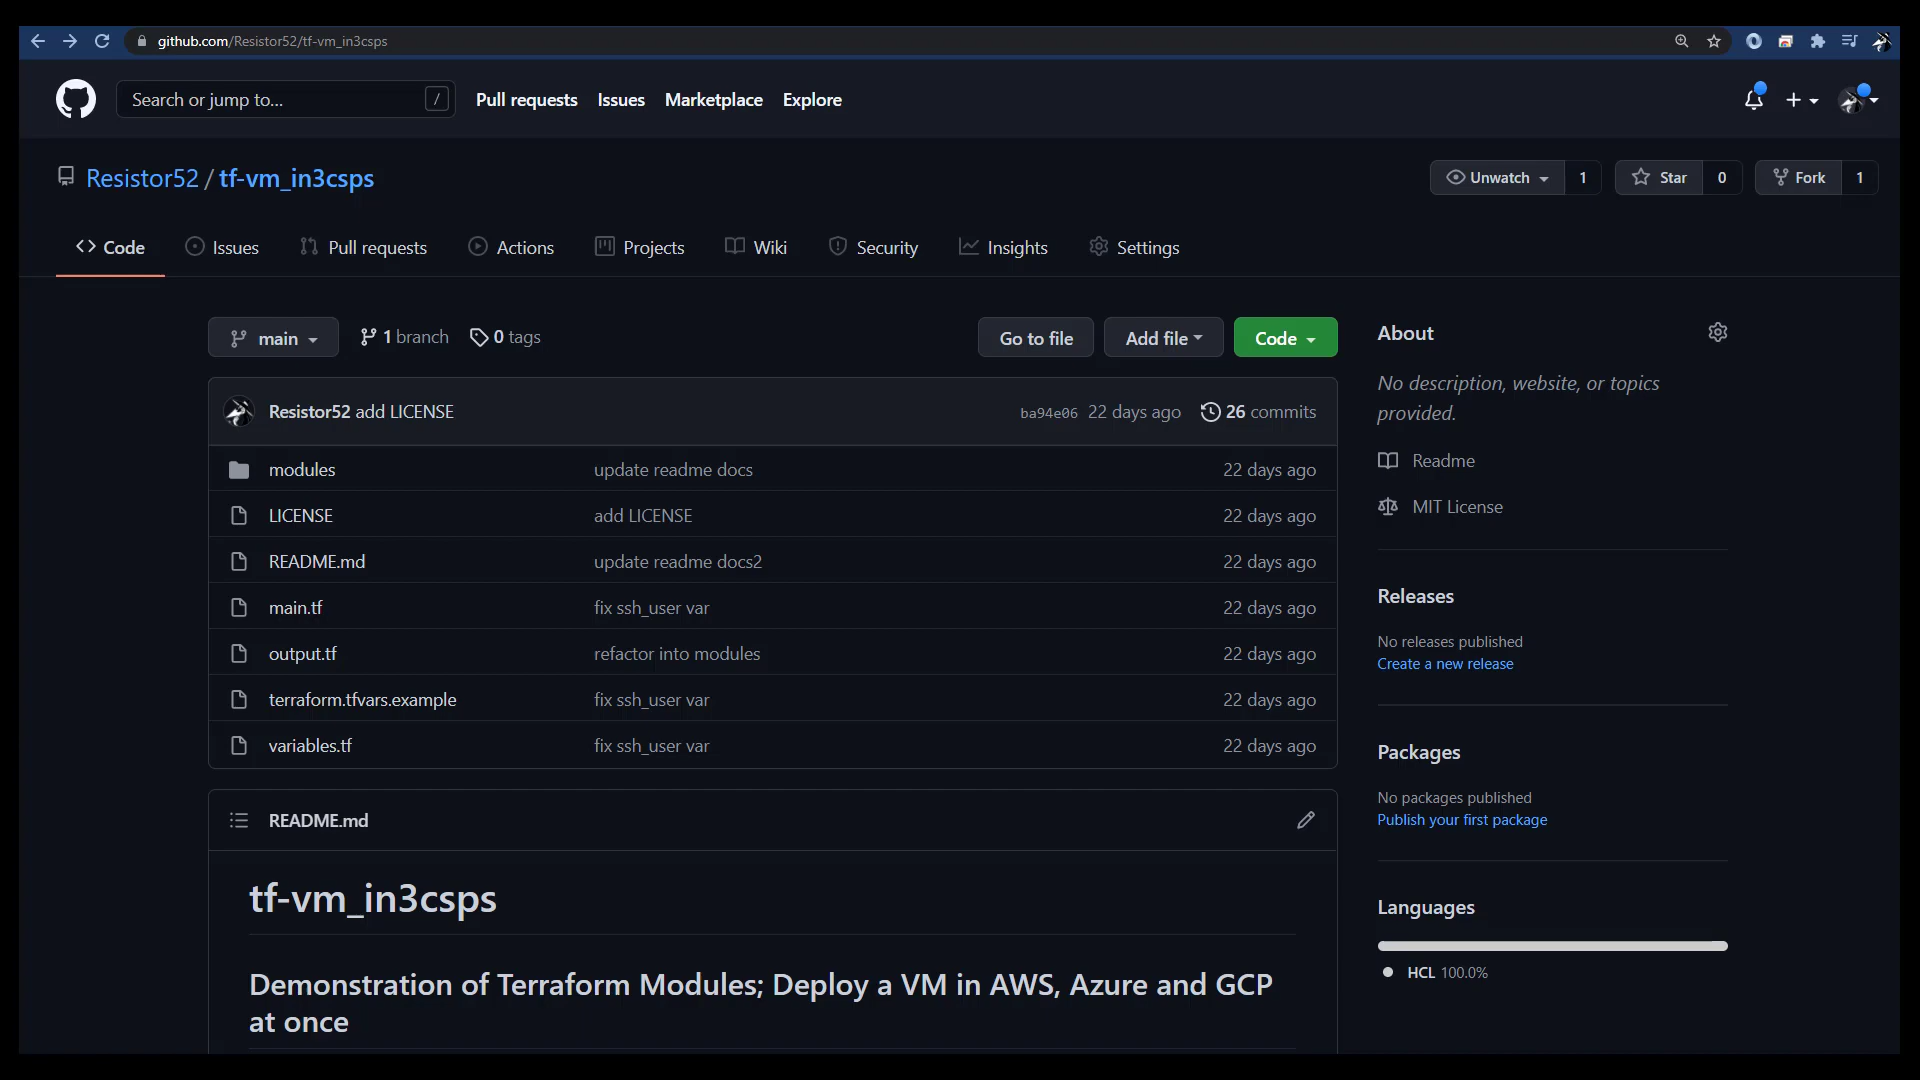 github.com/Resistor52/tf-vm_in3csps
Search or jump to... /
Pull requests Issues Marketplace Explore
Resistor52 / tf-vm_in3csps
Unwatch 1 Star 0 Fork 1
Code Issues Pull requests Actions Projects Wiki Security Insights Settings
main 1 branch 0 tags Go to file Add file Code
Resistor52 add LICENSE ba94e06 22 days ago 26 commits
modules update readme docs 22 days ago
LICENSE add LICENSE 22 days ago
README.md update readme docs2 22 days ago
main.tf fix ssh_user var 22 days ago
output.tf refactor into modules 22 days ago
terraform.tfvars.example fix ssh_user var 22 days ago
variables.tf fix ssh_user var 22 days ago
README.md
tf-vm_in3csps
Demonstration of Terraform Modules; Deploy a VM in AWS, Azure and GCP
at once
About
No description, website, or topics
provided.
Readme
MIT License
Releases
No releases published
Create a new release
Packages
No packages published
Publish your first package
Languages
HCL 100.0%